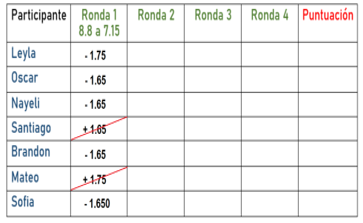 Participante Ronda 1 Ronda 2 Ronda 3 Ronda 4 Puntuación
8.8 a 7.15
Leyla - 1.75
Oscar - 1.65
Nayeli - 1.65
Santiago + 1.65
Brandon - 1.65
Mateo + 1.75
Sofia - 1.650